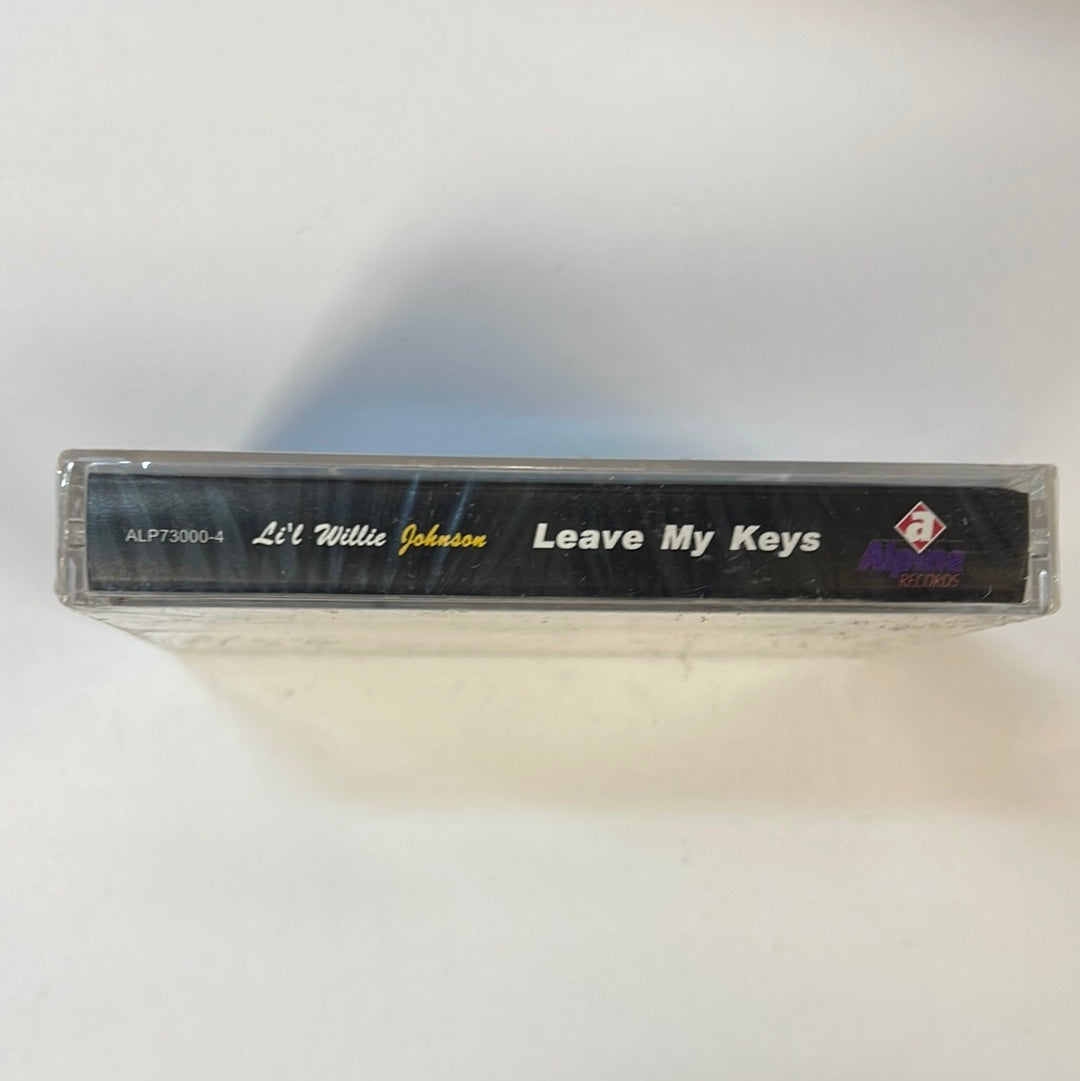 ALP73000-4 Li'l Willie Johnson Leave My Keys
a
Alpine
RECORDS